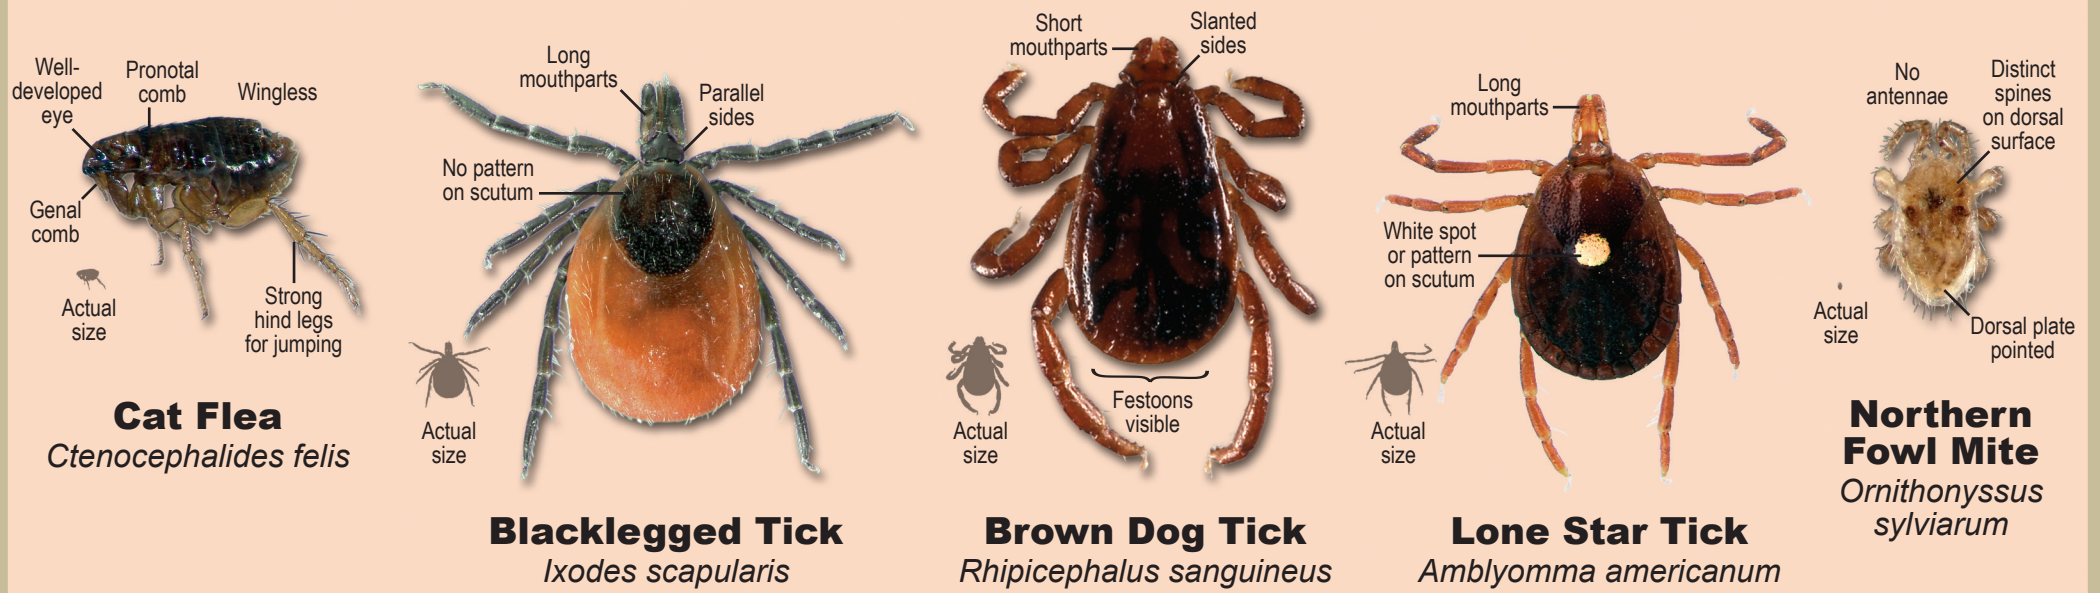 Well-
developed
eye
Pronotal
comb
Wingless
Genal
comb
Actual
size
Strong
hind legs
for jumping
Cat Flea
Ctenocephalides felis
Long
mouthparts
Parallel
sides
No pattern
on scutum
Actual
size
Blacklegged Tick
Ixodes scapularis
Short
mouthparts
Slanted
sides
Actual
size
Festoons
visible
Brown Dog Tick
Rhipicephalus sanguineus
Long
mouthparts
White spot
or pattern
on scutum
Actual
size
Lone Star Tick
Amblyomma americanum
No
antennae
Distinct
spines
on dorsal
surface
Actual
size
Dorsal plate
pointed
Northern
Fowl Mite
Ornithonyssus
sylviarum